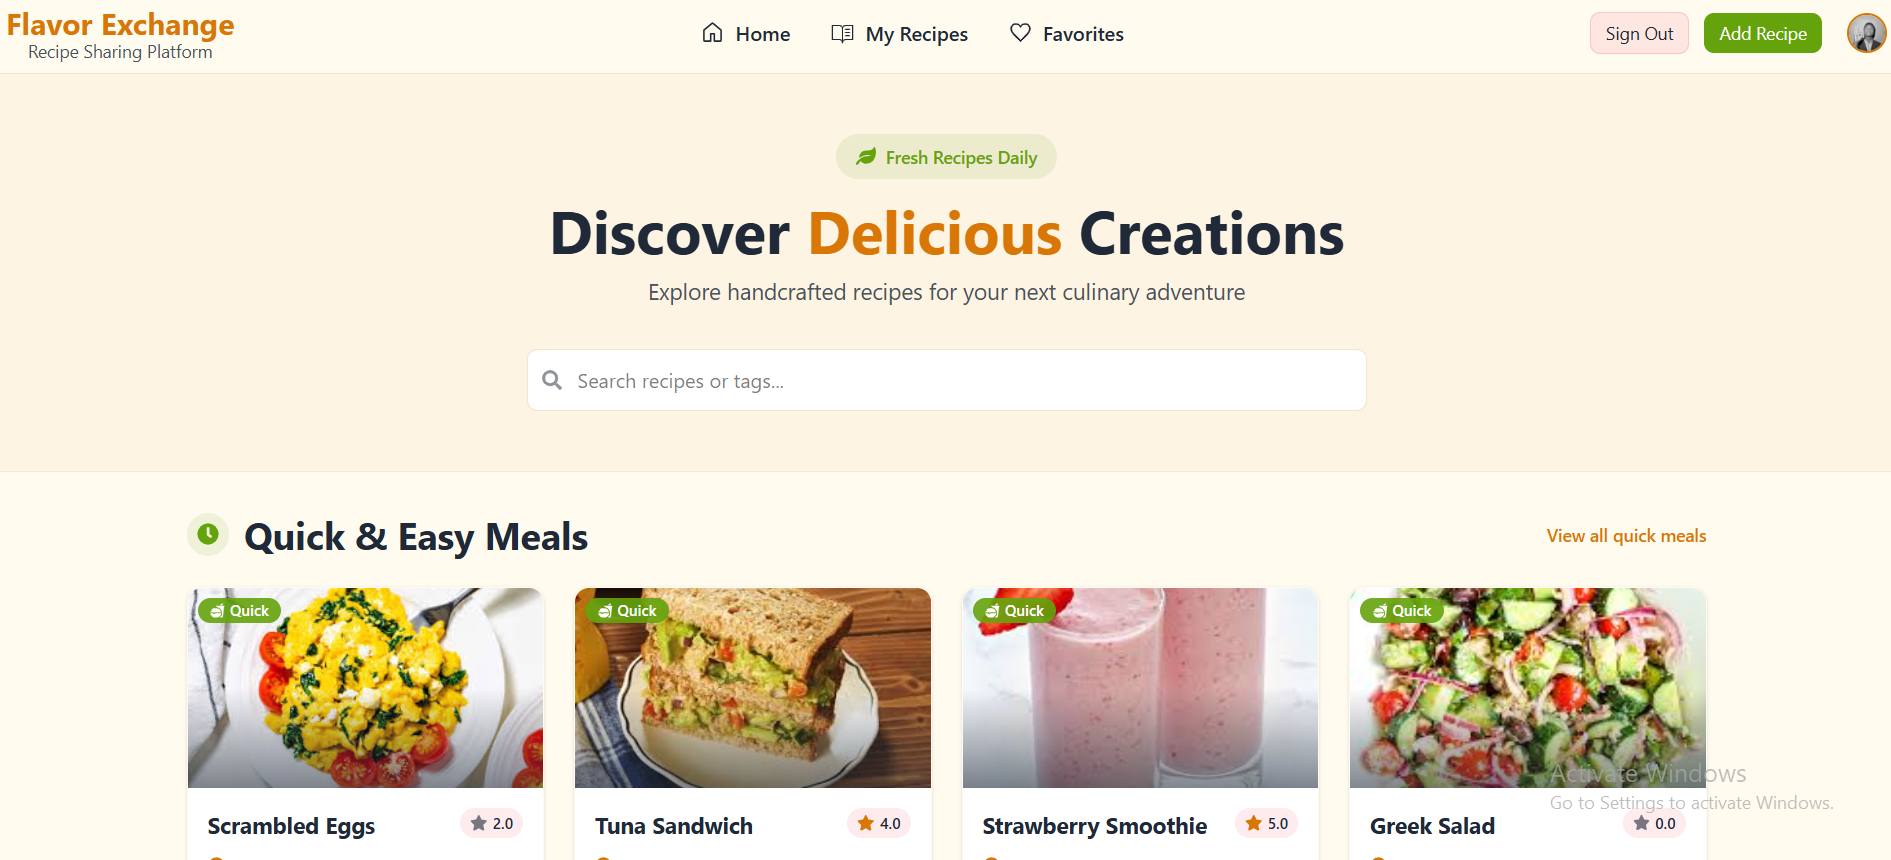 Flavor Exchange
Recipe Sharing Platform
Home
My Recipes
Favorites
Sign Out
Add Recipe
Fresh Recipes Daily
Discover Delicious Creations
Explore handcrafted recipes for your next culinary adventure
Search recipes or tags...
Quick & Easy Meals
View all quick meals
Quick
Quick
Quick
Quick
Scrambled Eggs
2.0
Tuna Sandwich
4.0
Strawberry Smoothie
5.0
Greek Salad
0.0
Activate Windows
Go to Settings to activate Windows.